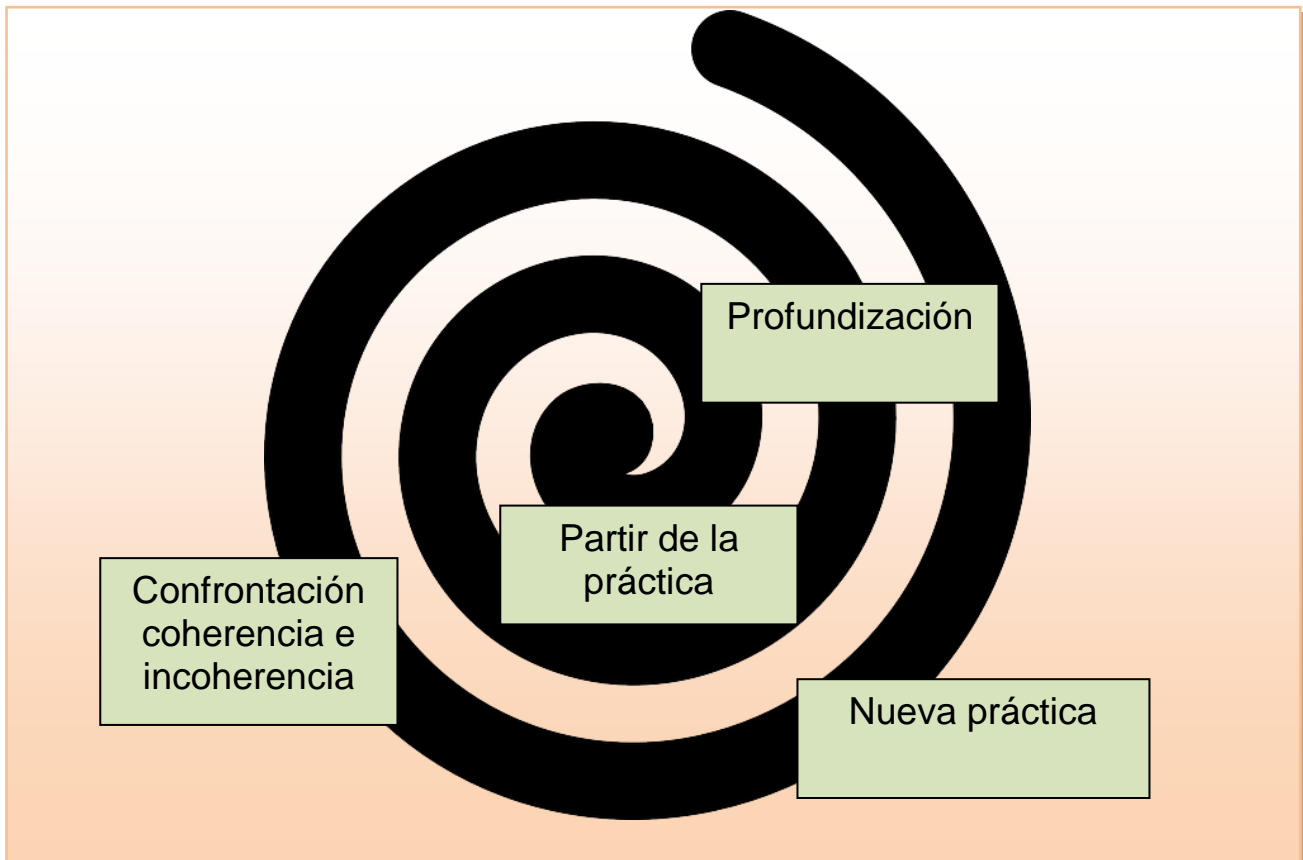 Profundización
Partir de la
práctica
Confrontación
coherencia e
incoherencia
Nueva práctica